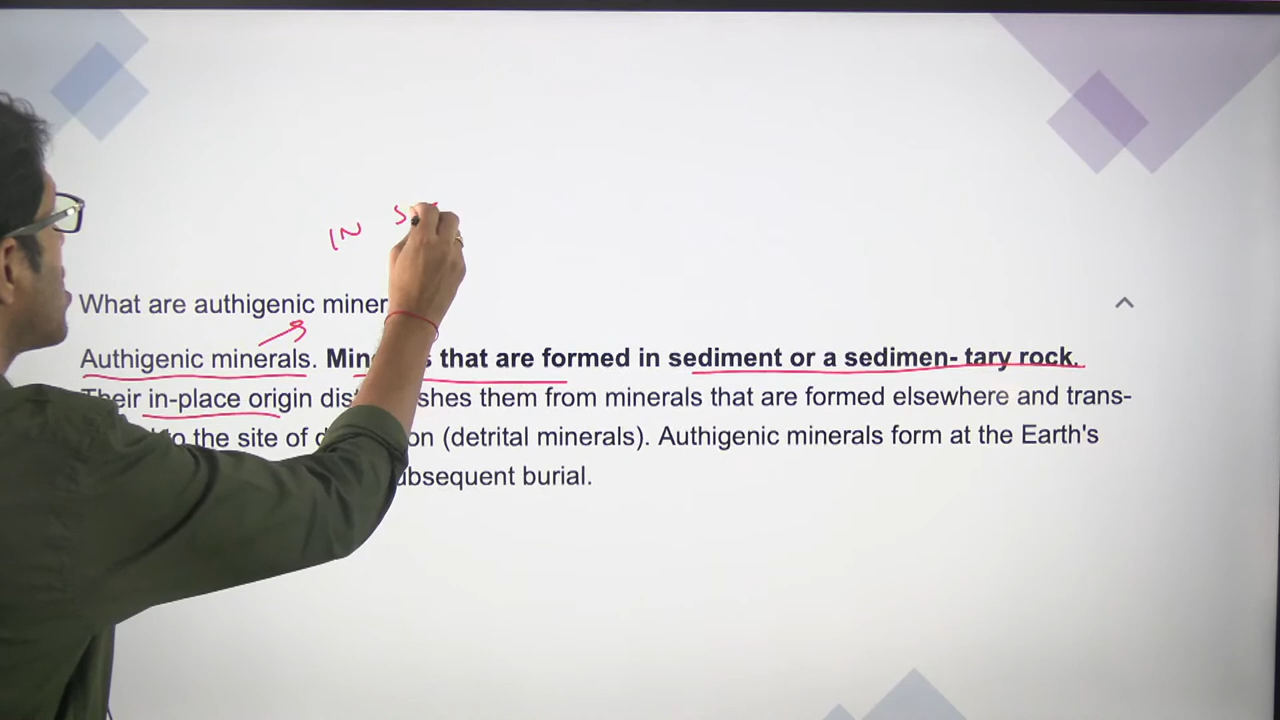 IN S
What are authigenic miner
Authigenic minerals. Min s that are formed in sediment or a sedimen- tary rock.
Their in-place origin dis shes them from minerals that are formed elsewhere and trans-
to the site of d on (detrital minerals). Authigenic minerals form at the Earth's
ubsequent burial.